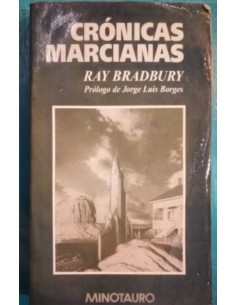 CRÓNICAS
MARCIANAS
RAY BRADBURY
Prólogo de Jorge Luis Borges
MINOTAURO